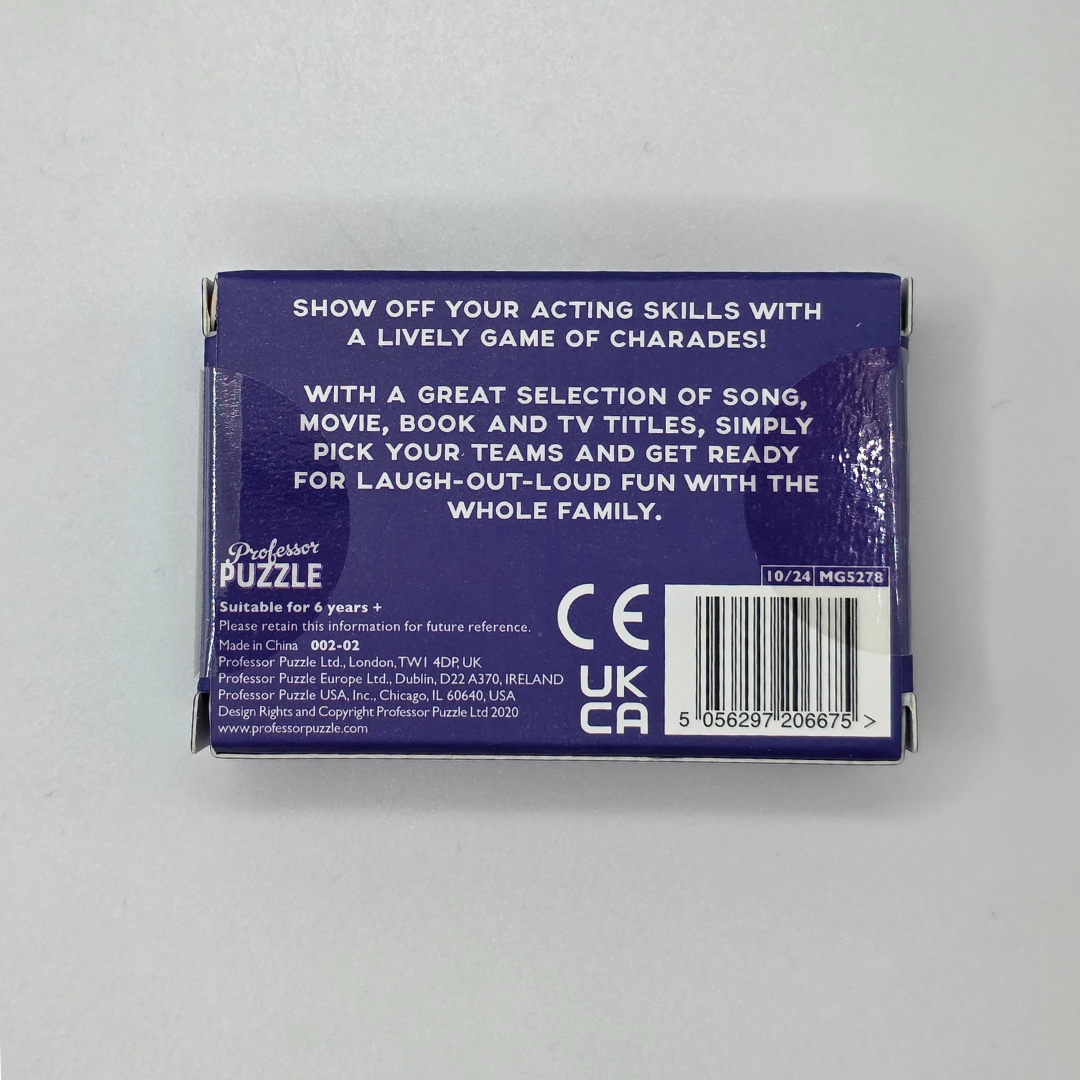 SHOW OFF YOUR ACTING SKILLS WITH
A LIVELY GAME OF CHARADES!
WITH A GREAT SELECTION OF SONG,
MOVIE, BOOK AND TV TITLES, SIMPLY
PICK YOUR TEAMS AND GET READY
FOR LAUGH-OUT-LOUD FUN WITH THE
WHOLE FAMILY.
Professor
PUZZLE
Suitable for 6 years +
Please retain this information for future reference.
Made in China 002-02
Professor Puzzle Ltd., London, TW1 4DP, UK
Professor Puzzle Europe Ltd., Dublin, D22 A370, IRELAND
Professor Puzzle USA, Inc., Chicago, IL 60640, USA
Design Rights and Copyright Professor Puzzle Ltd 2020
www.professorpuzzle.com
CE
UK
CA
10/24 MG5278
5 056297 206675 >